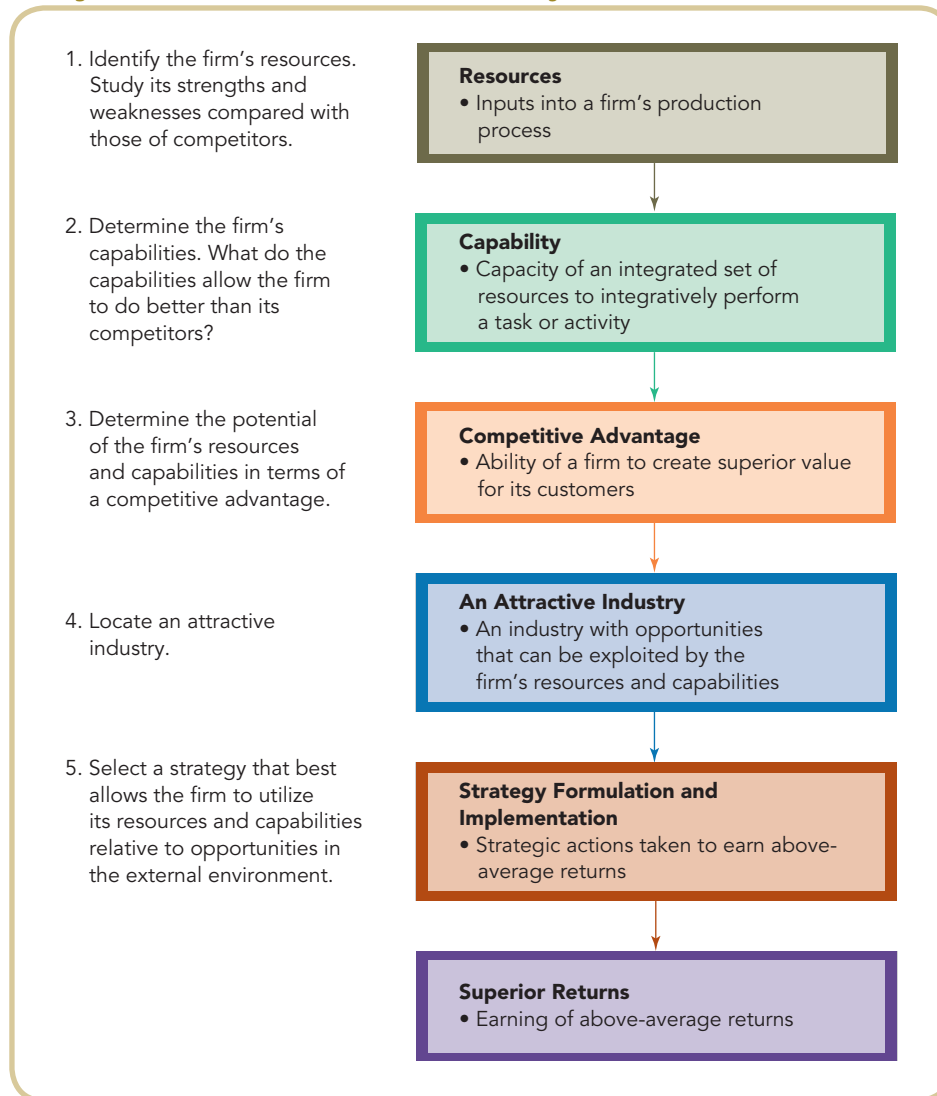 1. Identify the firm's resources.
Study its strengths and
weaknesses compared with
those of competitors.
Resources
• Inputs into a firm's production
process
2. Determine the firm's
capabilities. What do the
capabilities allow the firm
to do better than its
competitors?
Capability
• Capacity of an integrated set of
resources to integratively perform
a task or activity
3. Determine the potential
of the firm's resources
and capabilities in terms of
a competitive advantage.
Competitive Advantage
• Ability of a firm to create superior value
for its customers
4. Locate an attractive
industry.
An Attractive Industry
• An industry with opportunities
that can be exploited by the
firm's resources and capabilities
5. Select a strategy that best
allows the firm to utilize
its resources and capabilities
relative to opportunities in
the external environment.
Strategy Formulation and
Implementation
• Strategic actions taken to earn above-
average returns
Superior Returns
• Earning of above-average returns